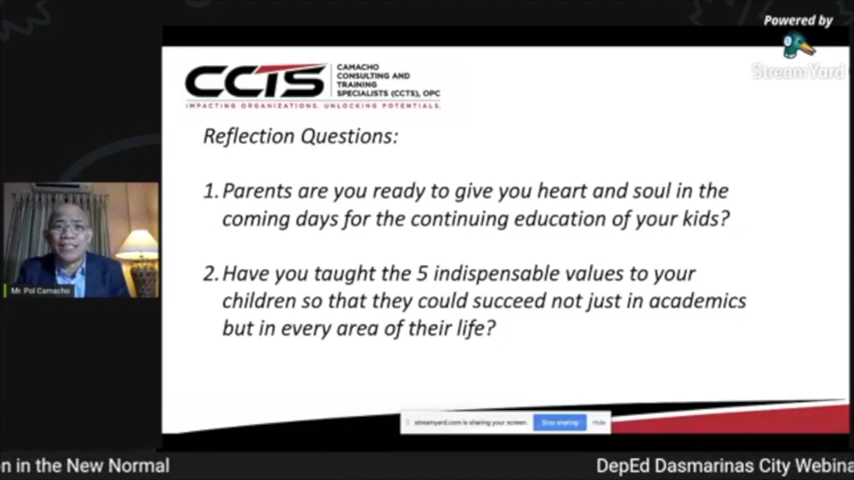 Powered by
StreamYard
CCTS
CAMACHO
CONSULTING AND
TRAINING
SPECIALISTS (CCTS), OPC
IMPACTING ORGANIZATIONS. UNLOCKING POTENTIALS.
Reflection Questions:
1. Parents are you ready to give you heart and soul in the
coming days for the continuing education of your kids?
2. Have you taught the 5 indispensable values to your
children so that they could succeed not just in academics
but in every area of their life?
Mr. Pol Camacho
streamyard.com is sharing your screen. Stop sharing Hide
n in the New Normal DepEd Dasmarinas City Webina